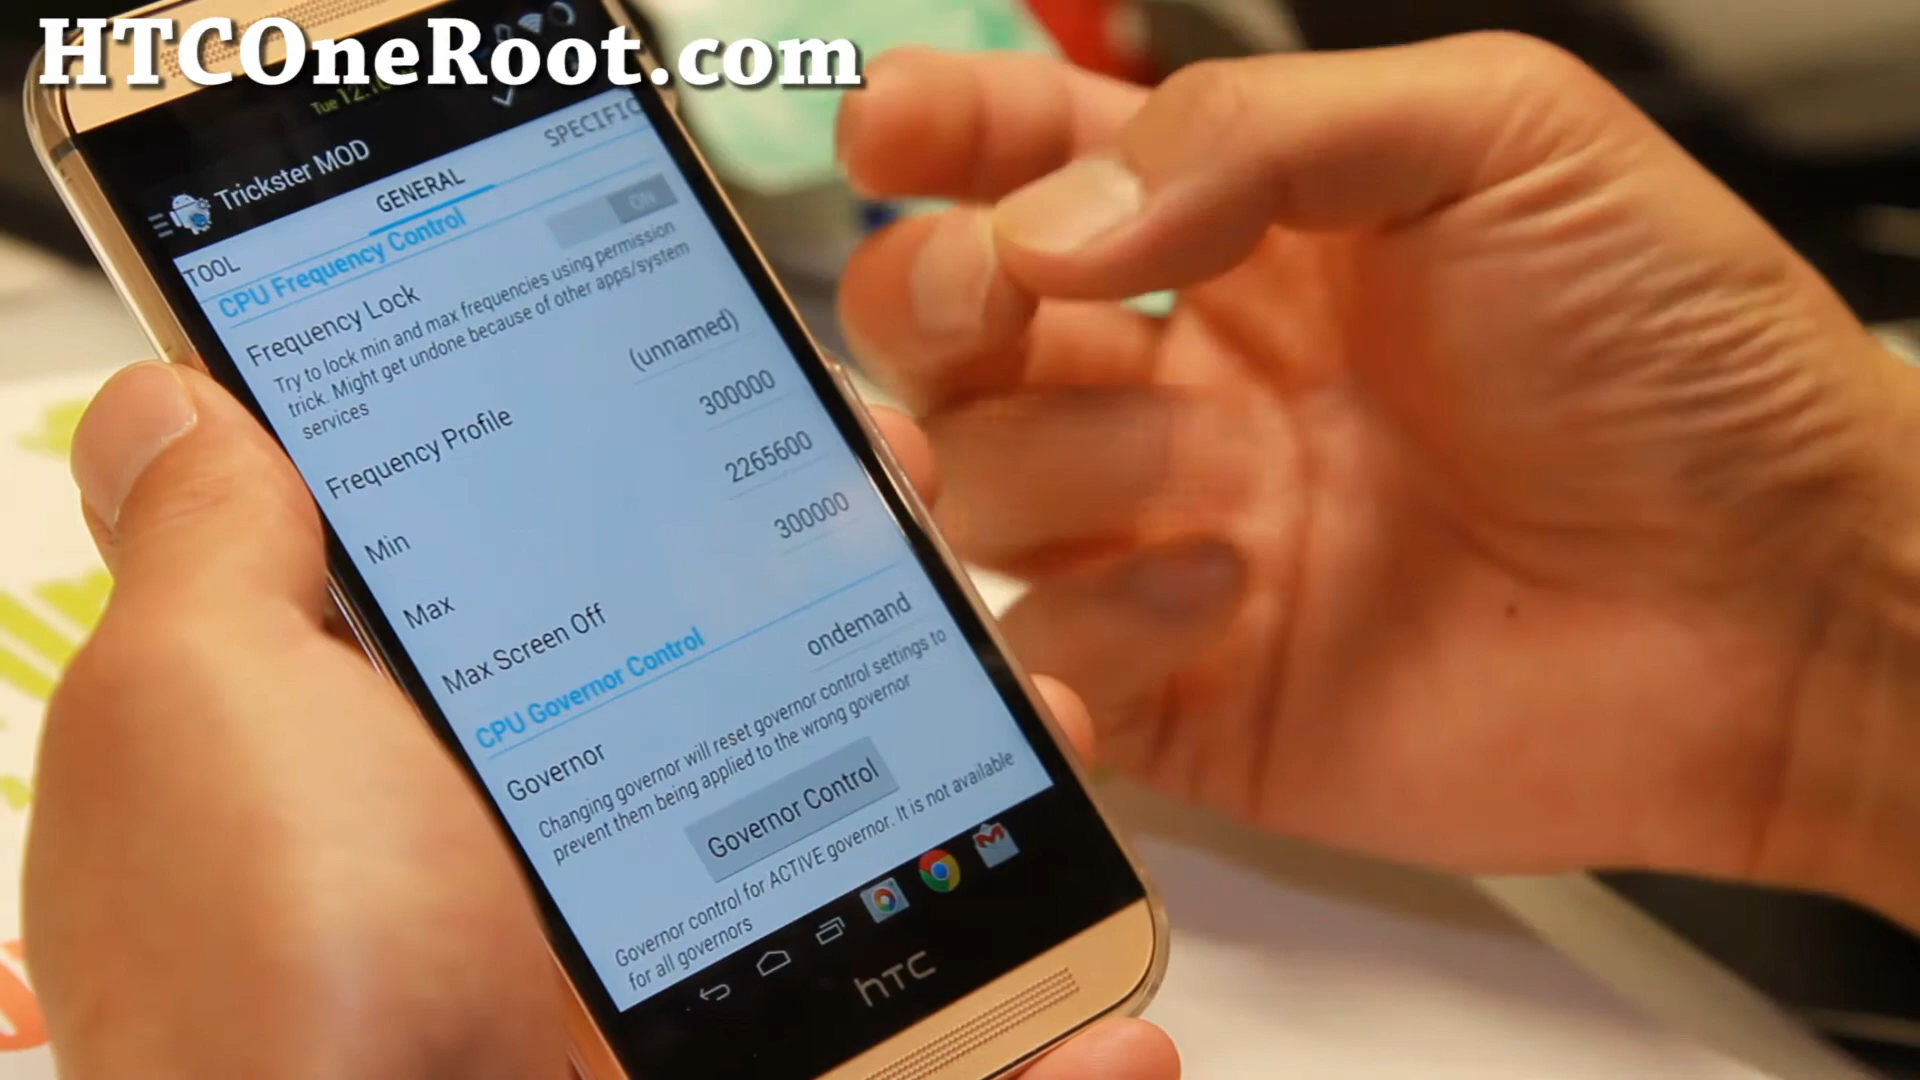 HTCOneRoot.com
Tue
Trickster MOD
TOOL
GENERAL
SPECIFIC
CPU Frequency Control
Frequency Lock
ON
Try to lock min and max frequencies using permission
trick. Might get undone because of other apps/system
services
Frequency Profile
(unnamed)
Min
300000
Max
2265600
Max Screen Off
300000
CPU Governor Control
Governor
ondemand
Changing governor will reset governor control settings to
prevent them being applied to the wrong governor
Governor Control
Governor control for ACTIVE governor. It is not available
for all governors
hTC